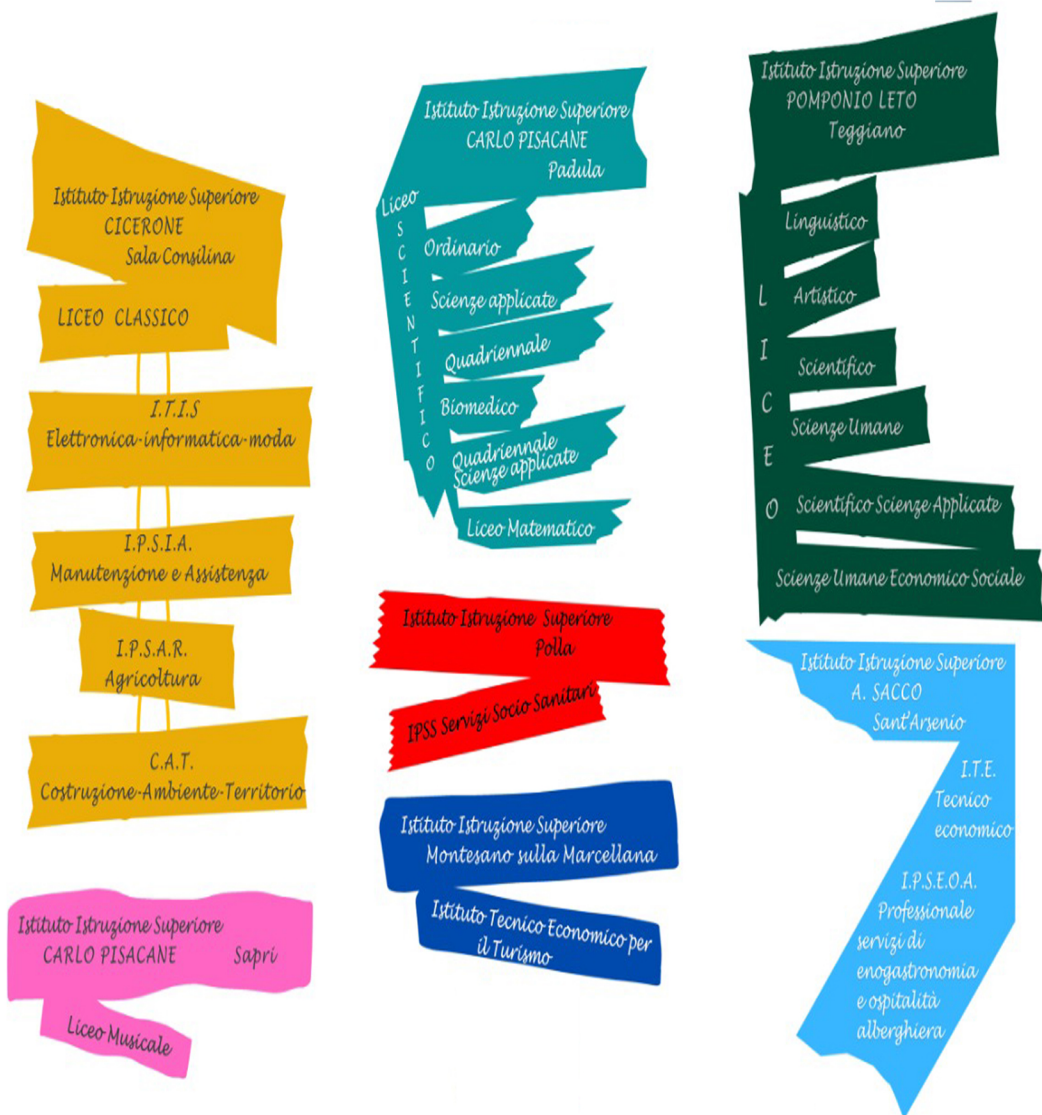 Istituto Istruzione Superiore
CICERONE
Sala Consilina
LICEO CLASSICO
I.T.I.S
Elettronica-informatica-moda
I.P.S.I.A.
Manutenzione e Assistenza
I.P.S.A.R.
Agricoltura
C.A.T.
Costruzione-Ambiente-Territorio
Istituto Istruzione Superiore
CARLO PISACANE Sapri
Liceo Musicale
Istituto Istruzione Superiore
CARLO PISACANE
Padula
Liceo
SCIENTIFICO
Ordinario
Scienze applicate
Quadriennale
Biomedico
Quadriennale
Scienze applicate
Liceo Matematico
Istituto Istruzione Superiore
Polla
IPSS Servizi Socio Sanitari
Istituto Istruzione Superiore
Montesano sulla Marcellana
Istituto Tecnico Economico per
il Turismo
Istituto Istruzione Superiore
POMPONIO LETO
Teggiano
LICEO
Linguistico
Artistico
Scientifico
Scienze Umane
Scientifico Scienze Applicate
Scienze Umane Economico Sociale
Istituto Istruzione Superiore
A. SACCO
Sant'Arsenio
I.T.E.
Tecnico
economico
I.P.S.E.O.A.
Professionale
servizi di
enogastronomia
e ospitalità
alberghiera